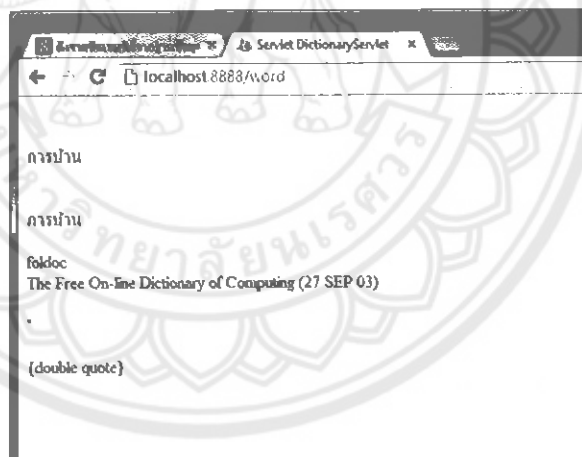 Servlet DictionaryServlet
localhost:8888/word
การบ้าน
การบ้าน
foldoc
The Free On-line Dictionary of Computing (27 SEP 03)
"
{double quote}